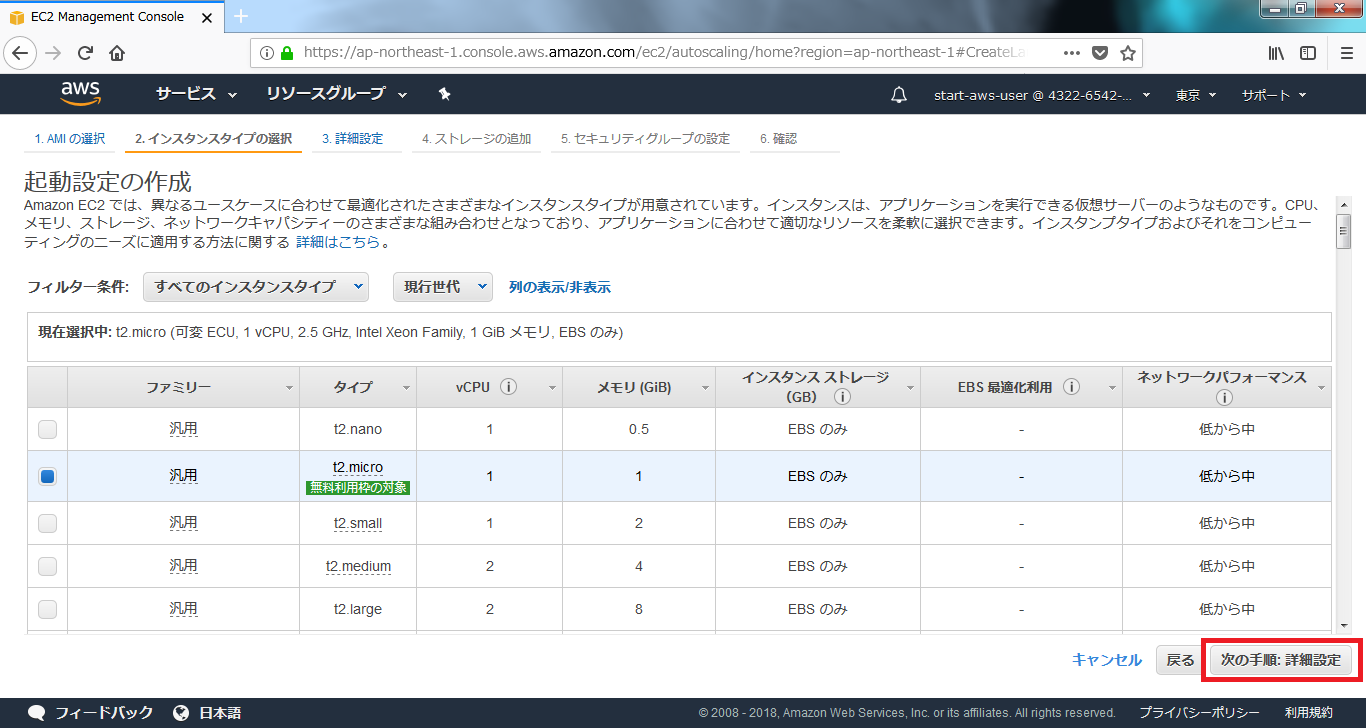 EC2 Management Console
https://ap-northeast-1.console.aws.amazon.com/ec2/autoscaling/home?region=ap-northeast-1#CreateLa
aws サービス リソースグループ start-aws-user @ 4322-6542-... 東京 サポート
1. AMI の選択 2. インスタンスタイプの選択 3. 詳細設定 4. ストレージの追加 5. セキュリティグループの設定 6. 確認
起動設定の作成
Amazon EC2 では、異なるユースケースに合わせて最適化されたさまざまなインスタンスタイプが用意されています。インスタンスは、アプリケーションを実行できる仮想サーバーのようなものです。CPU、
メモリ、ストレージ、ネットワークキャパシティーのさまざまな組み合わせとなっており、アプリケーションに合わせて適切なリソースを柔軟に選択できます。インスタンプタイプおよびそれをコンピュー
ティングのニーズに適用する方法に関する 詳細はこちら。
フィルター条件: すべてのインスタンスタイプ 現行世代 列の表示/非表示
現在選択中: t2.micro (可変 ECU, 1 vCPU, 2.5 GHz, Intel Xeon Family, 1 GiB メモリ, EBS のみ)
ファミリー タイプ vCPU メモリ (GiB) インスタンス ストレージ (GB) EBS 最適化利用 ネットワークパフォーマンス
汎用 t2.nano 1 0.5 EBS のみ - 低から中
汎用 t2.micro 無料利用枠の対象 1 1 EBS のみ - 低から中
汎用 t2.small 1 2 EBS のみ - 低から中
汎用 t2.medium 2 4 EBS のみ - 低から中
汎用 t2.large 2 8 EBS のみ - 低から中
キャンセル 戻る 次の手順: 詳細設定
フィードバック 日本語 © 2008 - 2018, Amazon Web Services, Inc. or its affiliates. All rights reserved. プライバシーポリシー 利用規約